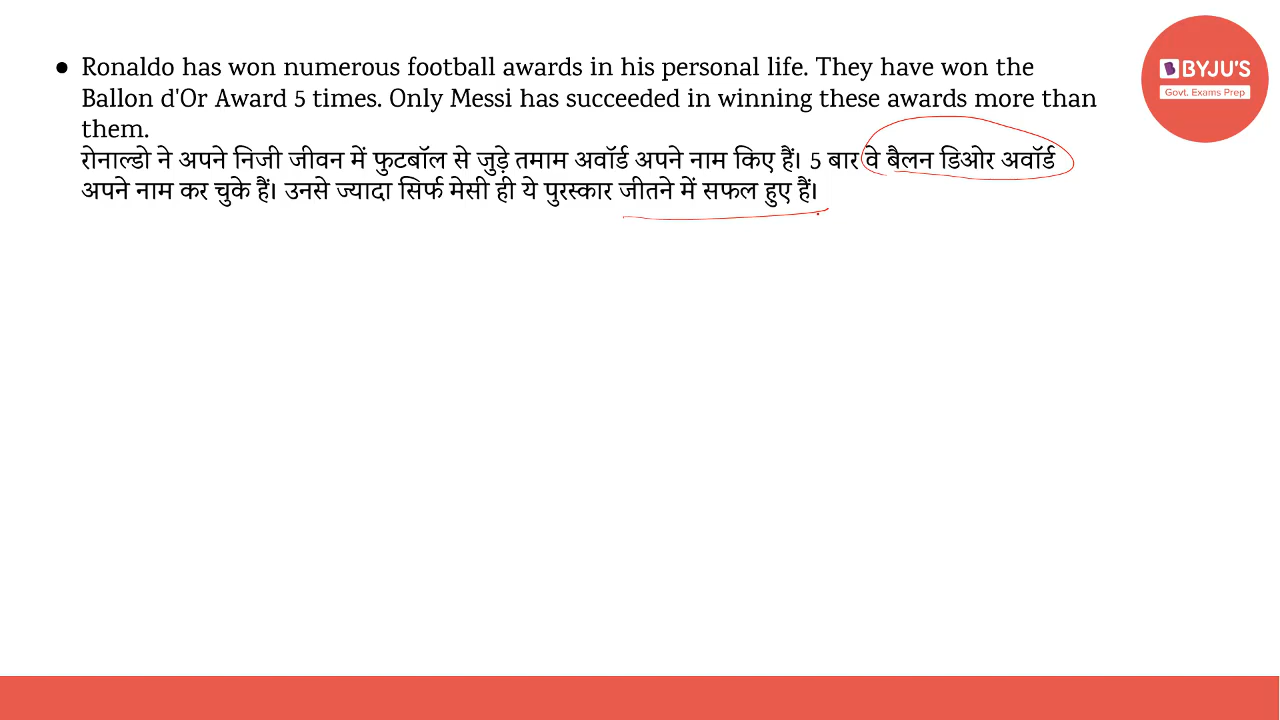 ● Ronaldo has won numerous football awards in his personal life. They have won the
Ballon d'Or Award 5 times. Only Messi has succeeded in winning these awards more than
them.
रोनाल्डो ने अपने निजी जीवन में फुटबॉल से जुड़े तमाम अवॉर्ड अपने नाम किए हैं। 5 बार वे बैलन डिओर अवॉर्ड
अपने नाम कर चुके हैं। उनसे ज्यादा सिर्फ मेसी ही ये पुरस्कार जीतने में सफल हुए हैं।
BYJU'S
Govt. Exams Prep